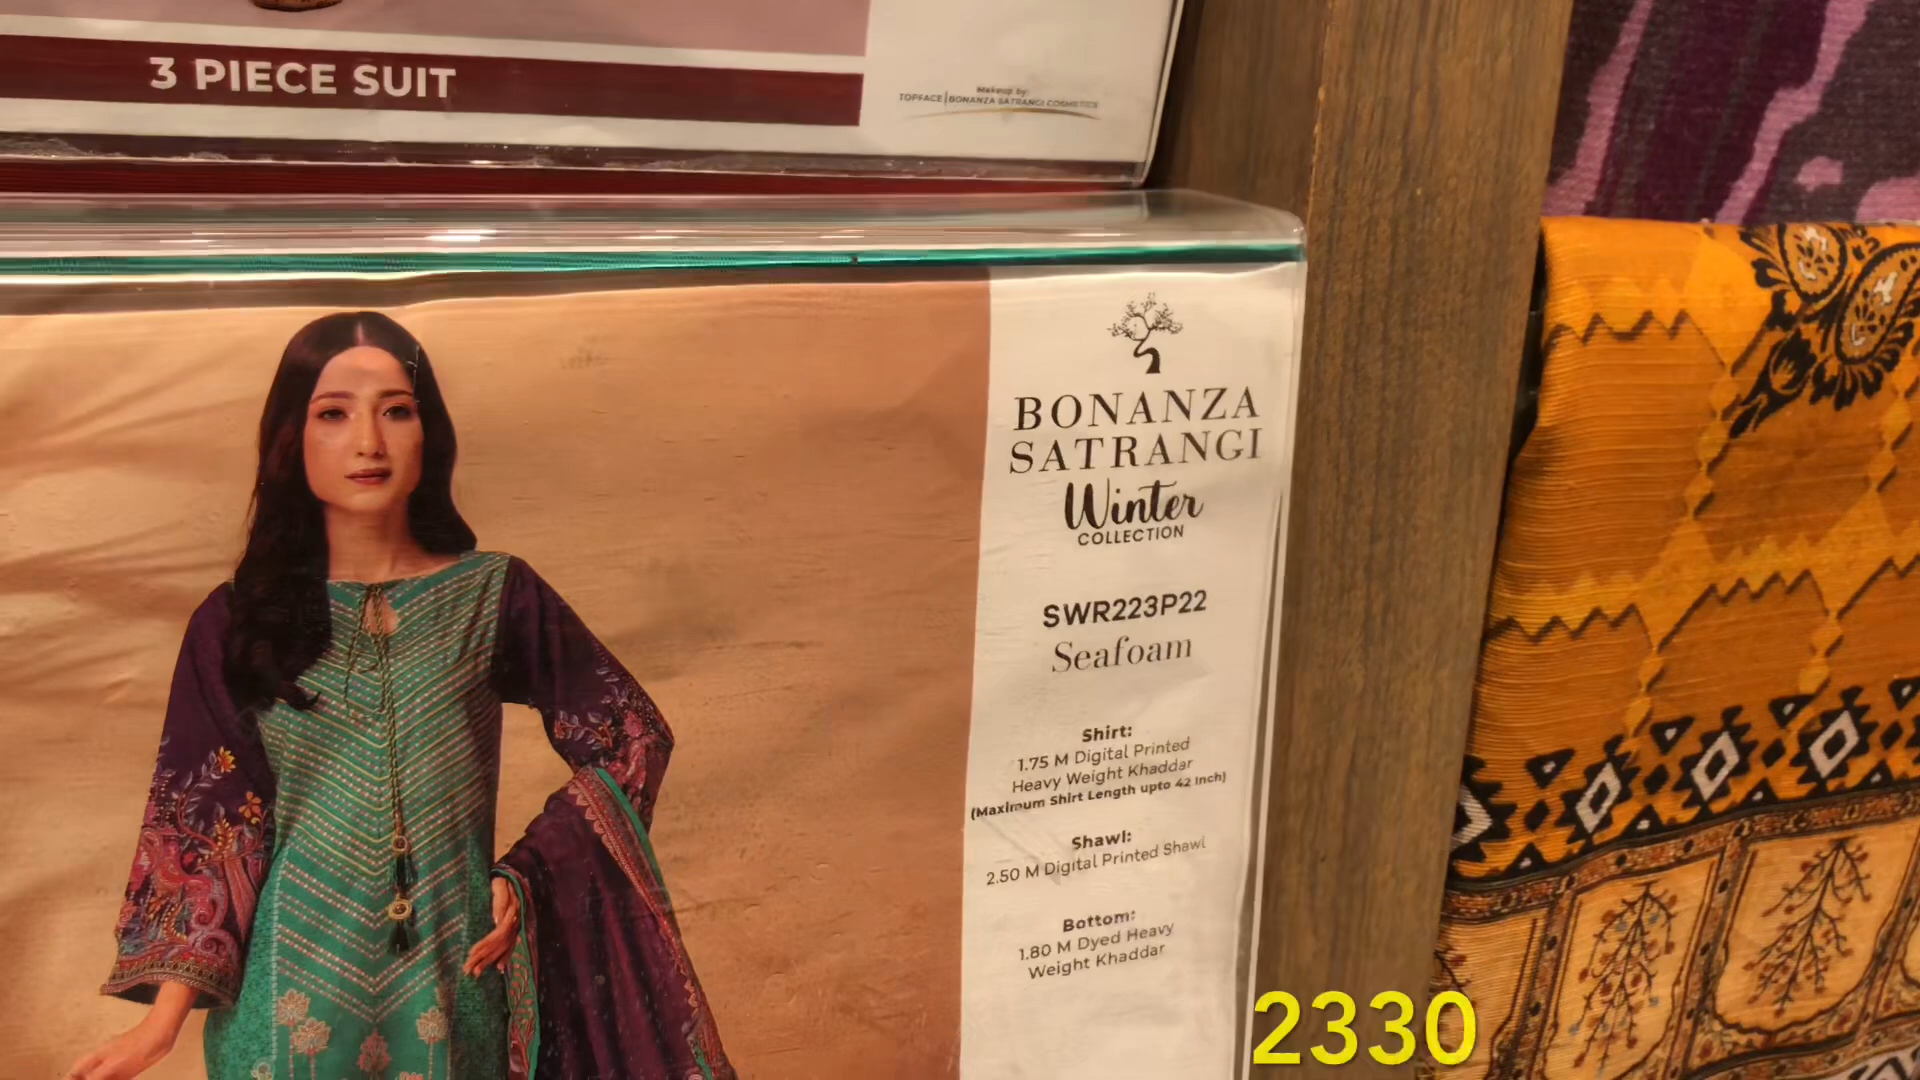 3 PIECE SUIT
Makeup by:
TOPFACE | BONANZA SATRANGI COSMETICS
BONANZA
SATRANGI
Winter
COLLECTION
SWR223P22
Seafoam
Shirt:
1.75 M Digital Printed
Heavy Weight Khaddar
(Maximum Shirt Length upto 42 Inch)
Shawl:
2.50 M Digital Printed Shawl
Bottom:
1.80 M Dyed Heavy
Weight Khaddar
2330